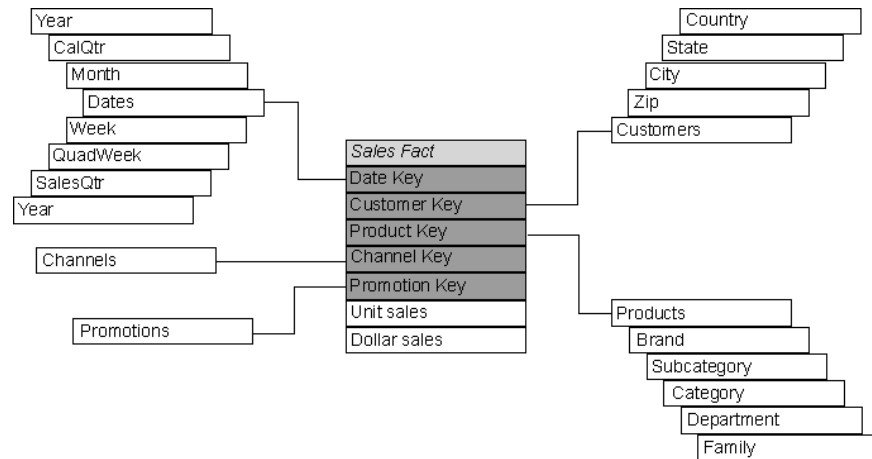 Year
CalQtr
Month
Dates
Week
QuadWeek
SalesQtr
Year
Channels
Promotions
Sales Fact
Date Key
Customer Key
Product Key
Channel Key
Promotion Key
Unit sales
Dollar sales
Country
State
City
Zip
Customers
Products
Brand
Subcategory
Category
Department
Family